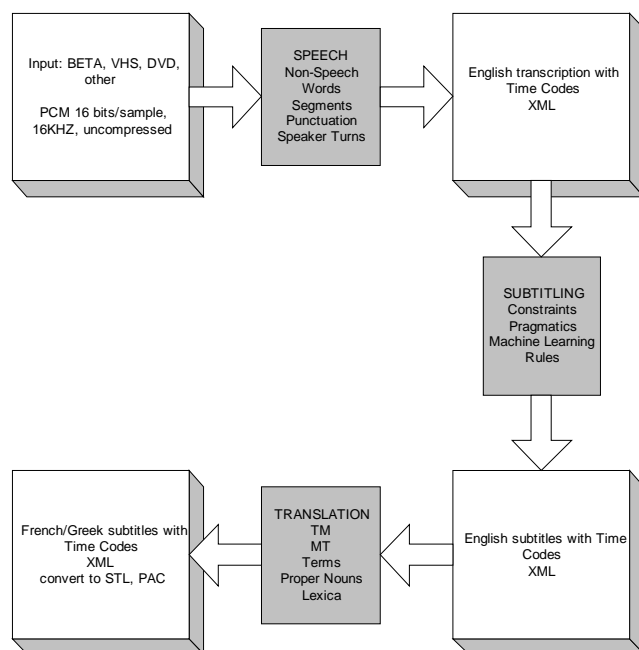 Input: BETA, VHS, DVD,
other
PCM 16 bits/sample,
16KHZ, uncompressed
SPEECH
Non-Speech
Words
Segments
Punctuation
Speaker Turns
English transcription with
Time Codes
XML
SUBTITLING
Constraints
Pragmatics
Machine Learning
Rules
English subtitles with Time
Codes
XML
TRANSLATION
TM
MT
Terms
Proper Nouns
Lexica
French/Greek subtitles with
Time Codes
XML
convert to STL, PAC